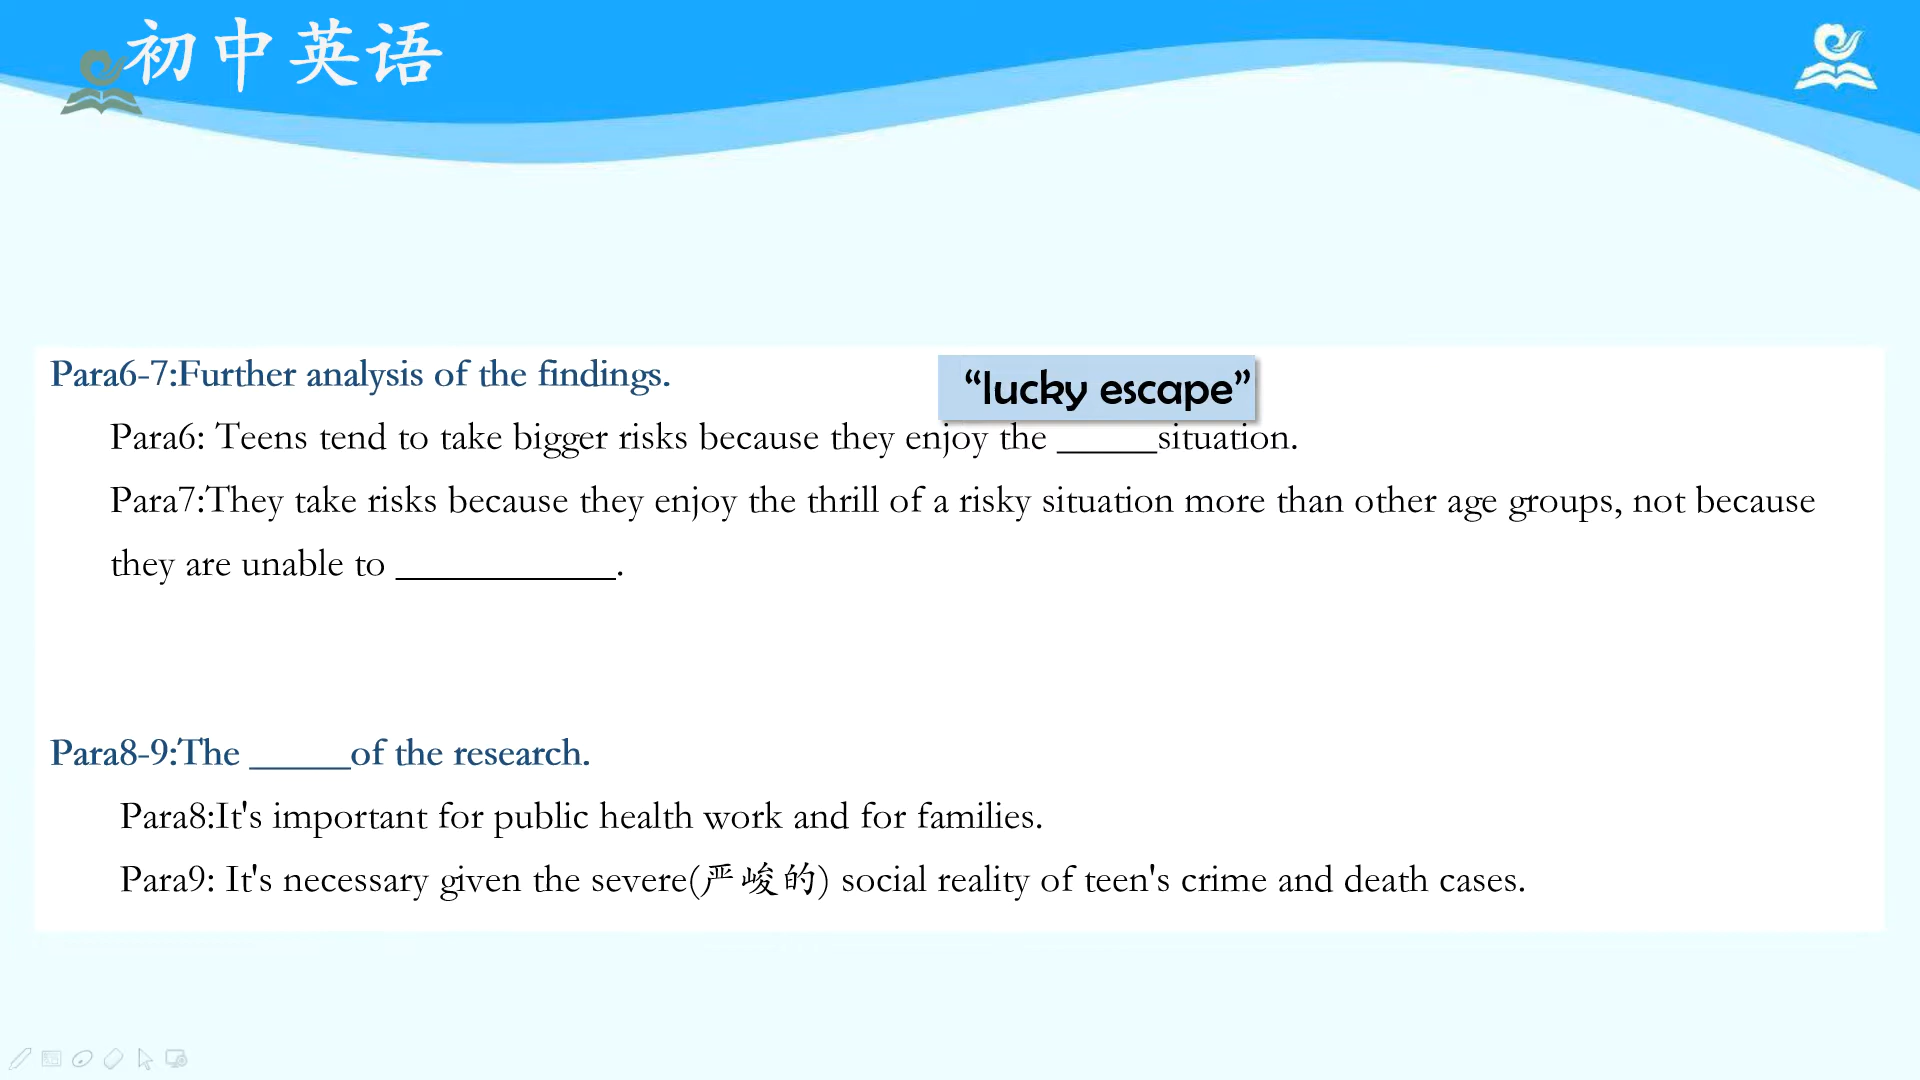 初中英语
Para6-7:Further analysis of the findings.
“lucky escape”
Para6: Teens tend to take bigger risks because they enjoy the _____situation.
Para7:They take risks because they enjoy the thrill of a risky situation more than other age groups, not because
they are unable to ___________.
Para8-9:The _____of the research.
Para8:It's important for public health work and for families.
Para9: It's necessary given the severe(严峻的) social reality of teen's crime and death cases.